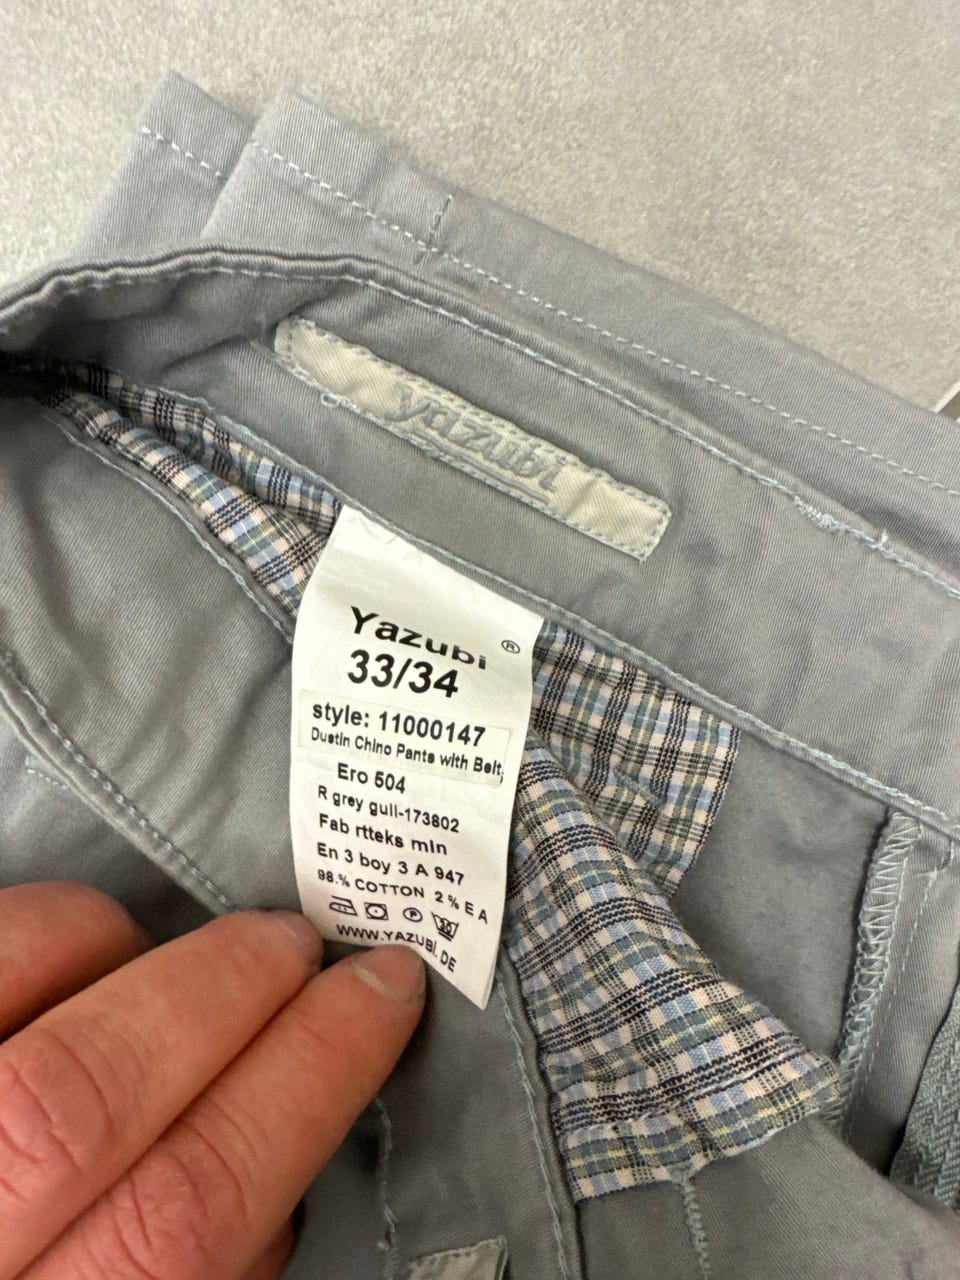 yazubi
Yazubi ®
33/34
style: 11000147
Dustin Chino Pants with Belt,
Ero 504
R grey gull-173802
Fab rtteks mln
En 3 boy 3 A 947
98.% COTTON 2 % E A
P 30
WWW.YAZUBI.DE